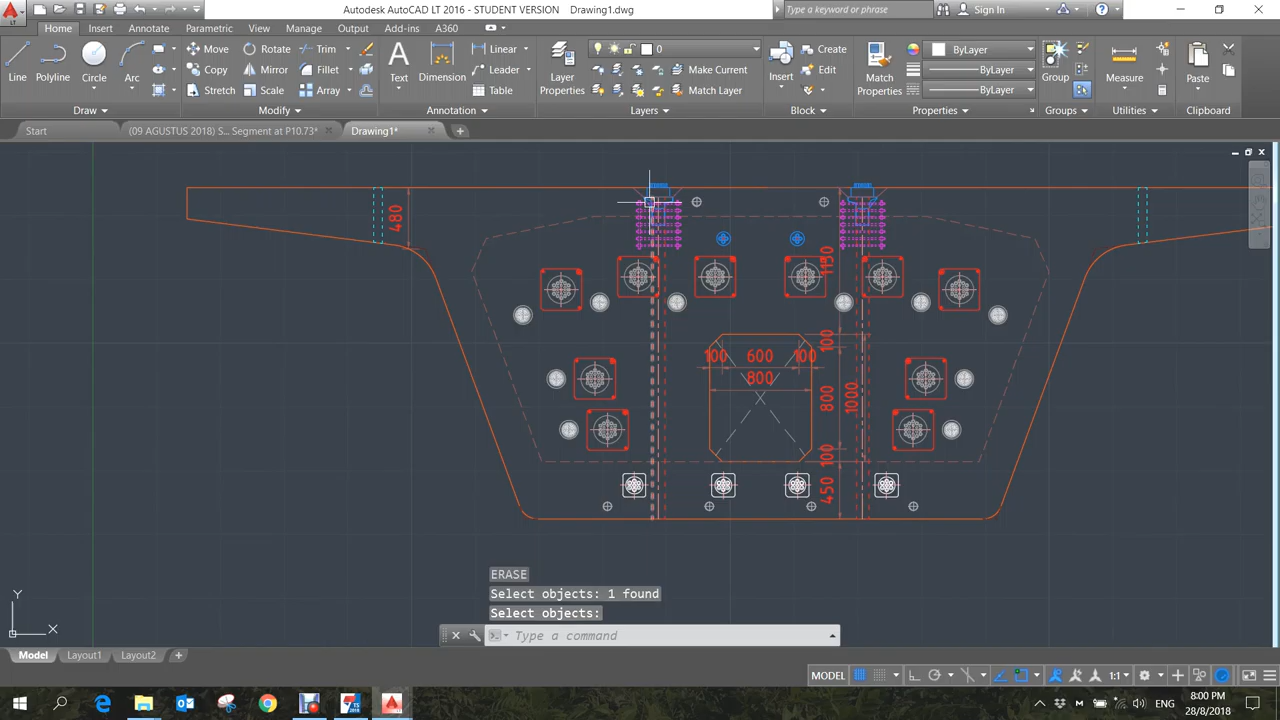 Autodesk AutoCAD LT 2016 - STUDENT VERSION Drawing1.dwg
Type a keyword or phrase
Sign In
LT
Home Insert Annotate Parametric View Manage Output Add-ins A360
Line Polyline Circle Arc
Move Rotate Trim
Copy Mirror Fillet
Stretch Scale Array
Text Dimension
Linear
Leader
Table
Layer Properties
0
Make Current
Match Layer
Insert
Create
Edit
Match Properties
ByLayer
ByLayer
ByLayer
Group
Measure
Paste
Draw Modify Annotation Layers Block Properties Groups Utilities Clipboard
Start (09 AGUSTUS 2018) S... Segment at P10.73* Drawing1*
480
1150
100
100 600 100
800
800
1000
100
450
ERASE
Select objects: 1 found
Select objects:
Type a command
Y
X
Model Layout1 Layout2
MODEL 1:1
ENG
8:00 PM
28/8/2018